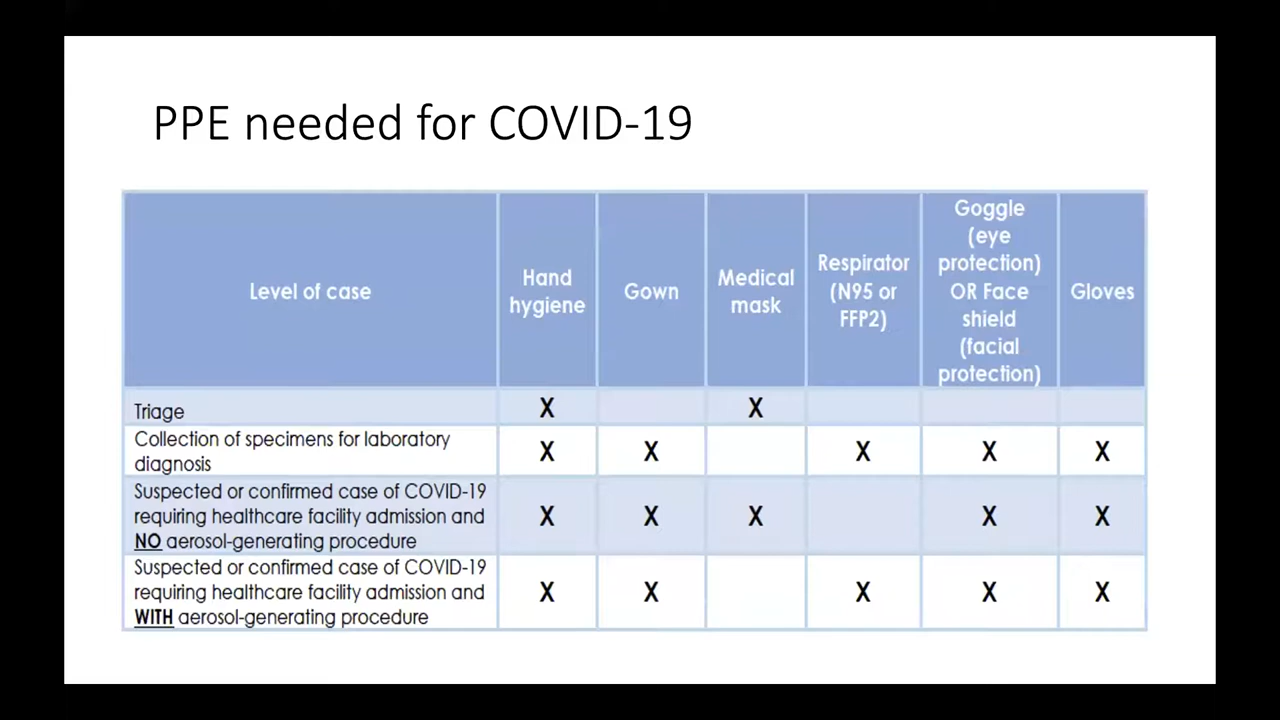 PPE needed for COVID-19
Level of case
Hand
hygiene
Gown
Medical
mask
Respirator
(N95 or
FFP2)
Goggle
(eye
protection)
OR Face
shield
(facial
protection)
Gloves
Triage
X X
Collection of specimens for laboratory
diagnosis
X X X X X
Suspected or confirmed case of COVID-19
requiring healthcare facility admission and
NO aerosol-generating procedure
X X X X X
Suspected or confirmed case of COVID-19
requiring healthcare facility admission and
WITH aerosol-generating procedure
X X X X X